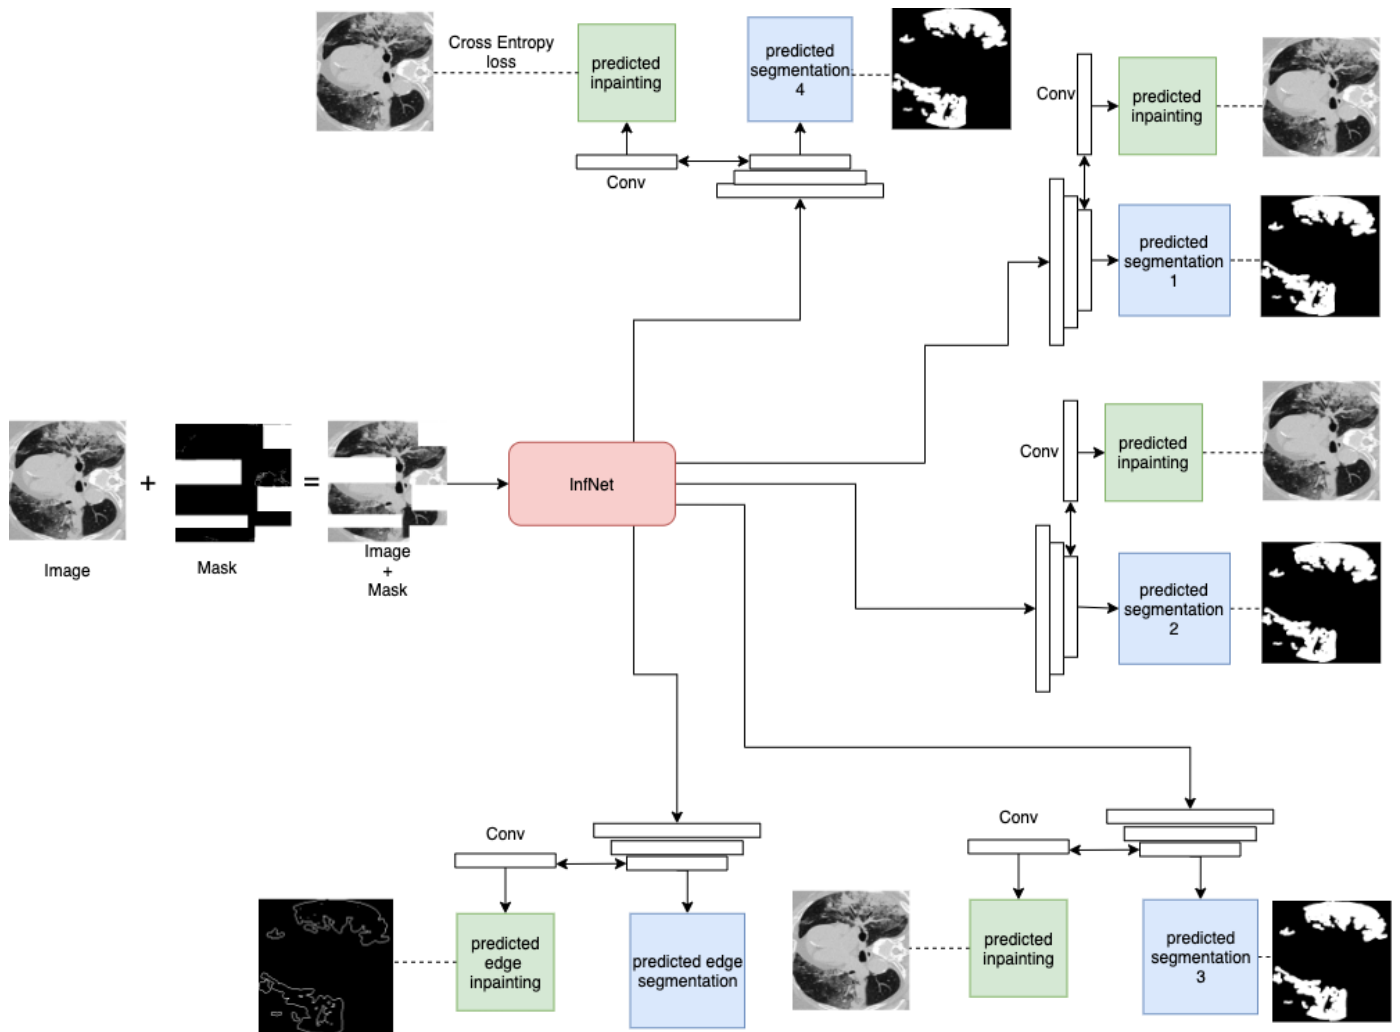 Cross Entropy
loss
predicted
inpainting
predicted
segmentation
4
Conv
Conv
predicted
inpainting
predicted
segmentation
1
Image
+
Mask
=
Image
+
Mask
InfNet
Conv
predicted
inpainting
predicted
segmentation
2
Conv
predicted
edge
inpainting
predicted edge
segmentation
Conv
predicted
inpainting
predicted
segmentation
3